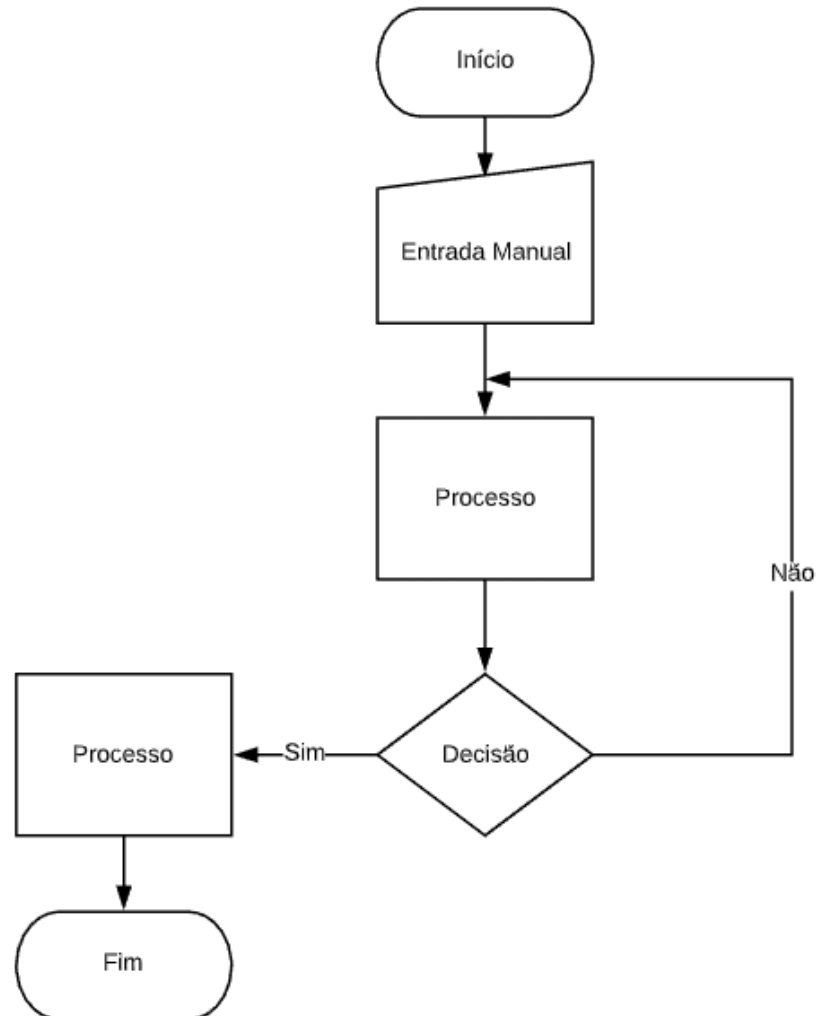 Início
Entrada Manual
Processo
Não
Processo
Sim
Decisão
Fim